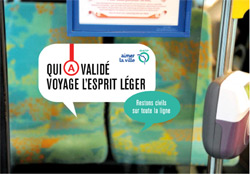 aimer
la ville
QUI A VALIDÉ
VOYAGE L'ESPRIT LÉGER
Restons civils
sur toute la ligne